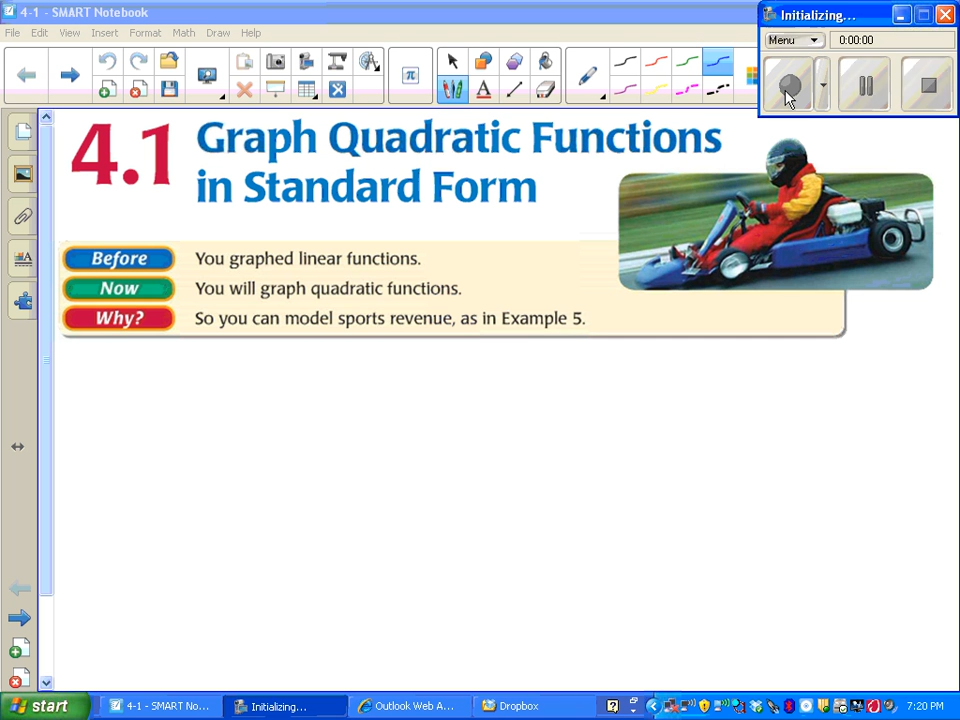 4-1 - SMART Notebook
Initializing...
File Edit View Insert Format Math Draw Help
Menu 0:00:00
4.1 Graph Quadratic Functions
in Standard Form
Before You graphed linear functions.
Now You will graph quadratic functions.
Why? So you can model sports revenue, as in Example 5.
start 4-1 - SMART No... Initializing... Outlook Web A... Dropbox 7:20 PM